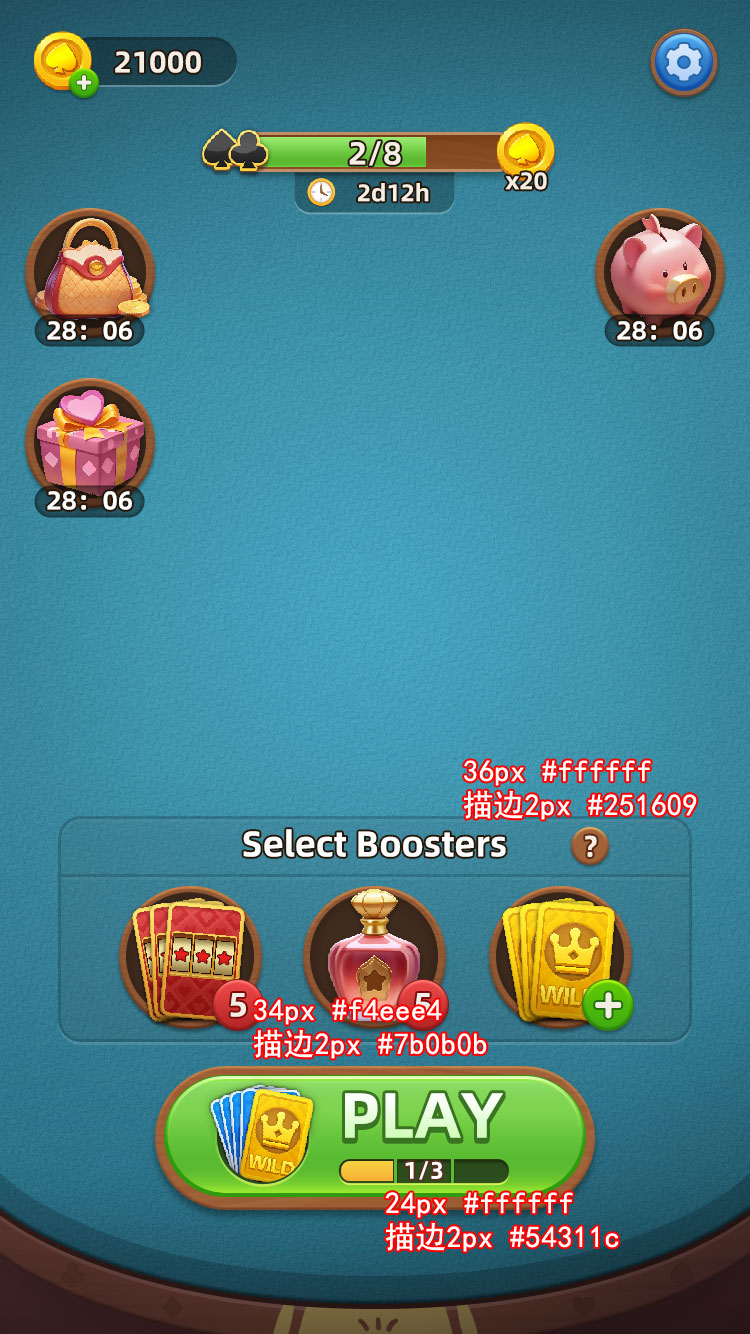 21000
2/8
x20
2d12h
28: 06
28: 06
28: 06
36px #ffffff
描边2px #251609
Select Boosters
?
WILD
5
5
+
34px #f4eee4
描边2px #7b0b0b
PLAY
WILD
1/3
24px #ffffff
描边2px #54311c